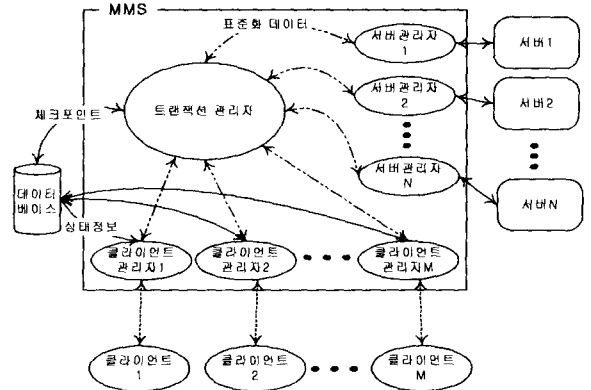 MMS
표준화 데이터
서버관리자
1
서버1
트랜잭션 관리자
서버관리자
2
서버2
체크포인트
서버관리자
N
서버N
데이터
베이스
상태정보
클라이언트
관리자1
클라이언트
관리자2
클라이언트
관리자M
클라이언트
1
클라이언트
2
클라이언트
M